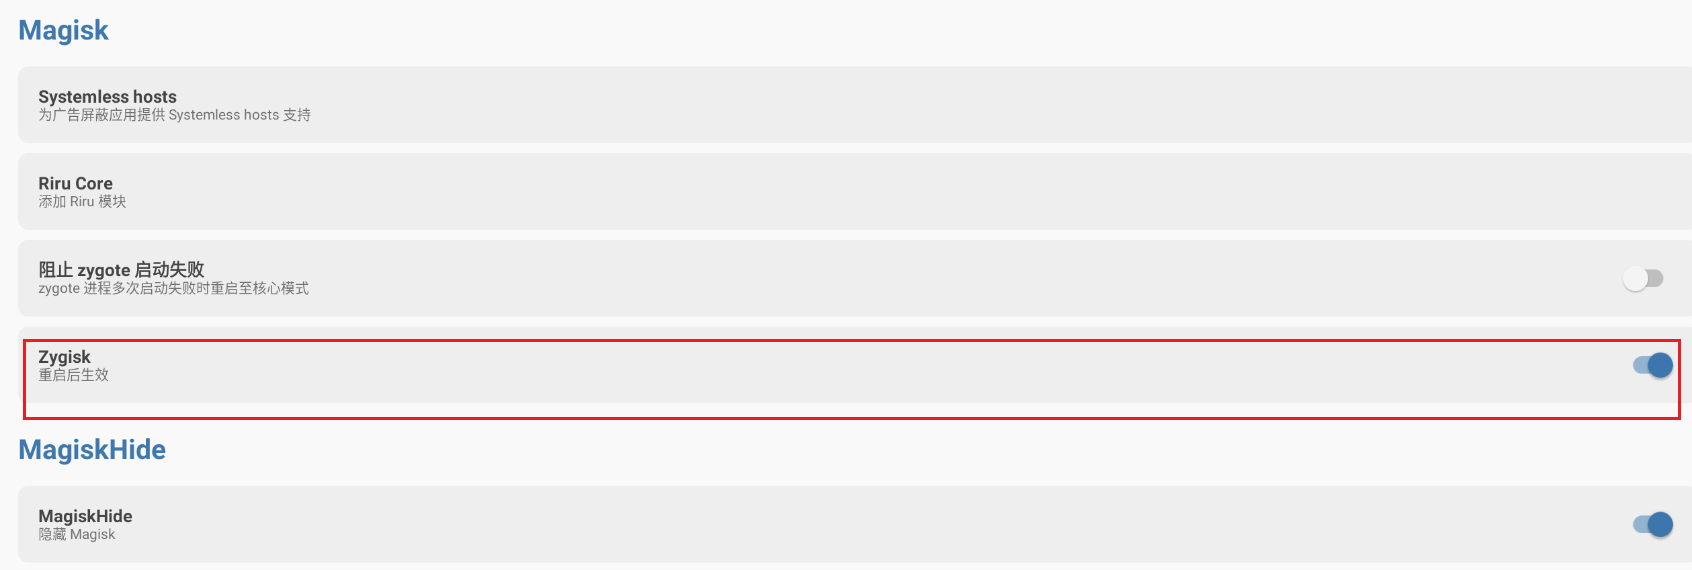 Magisk
Systemless hosts
为广告屏蔽应用提供 Systemless hosts 支持
Riru Core
添加 Riru 模块
阻止 zygote 启动失败
zygote 进程多次启动失败时重启至核心模式
Zygisk
重启后生效
MagiskHide
MagiskHide
隐藏 Magisk